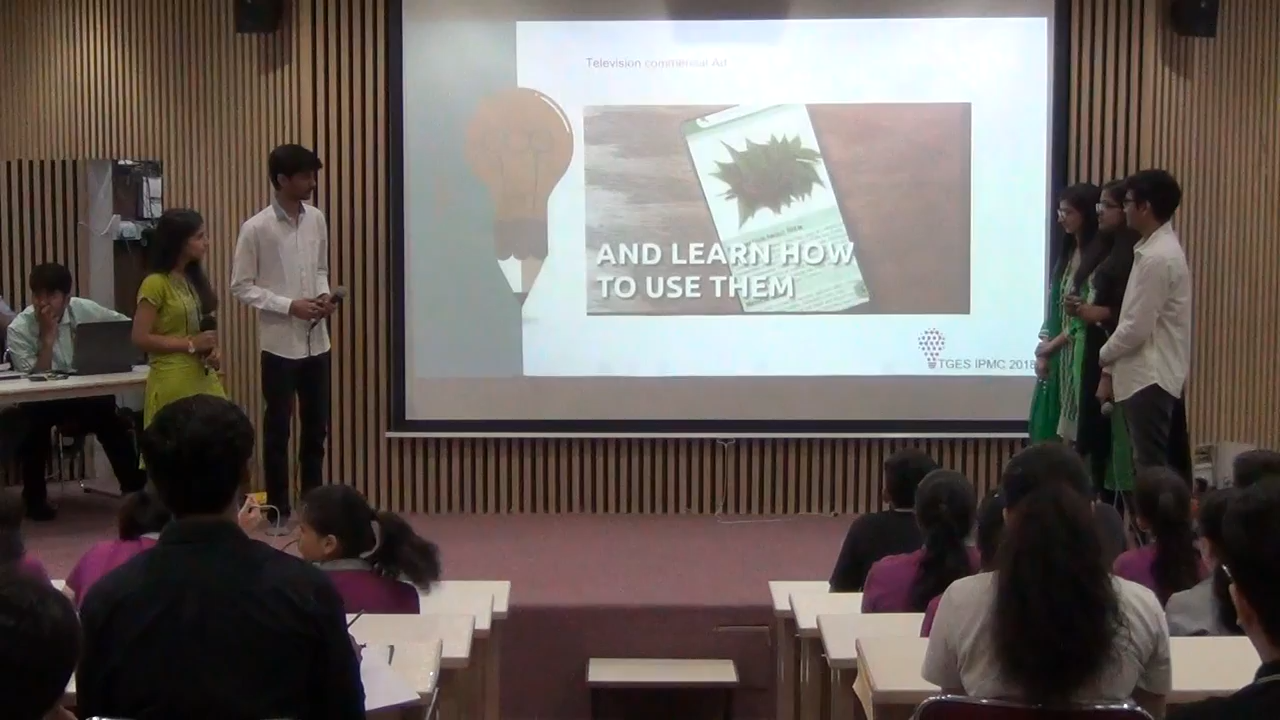 Television commercial Ad
AND LEARN HOW
TO USE THEM
TGES IPMC 2018